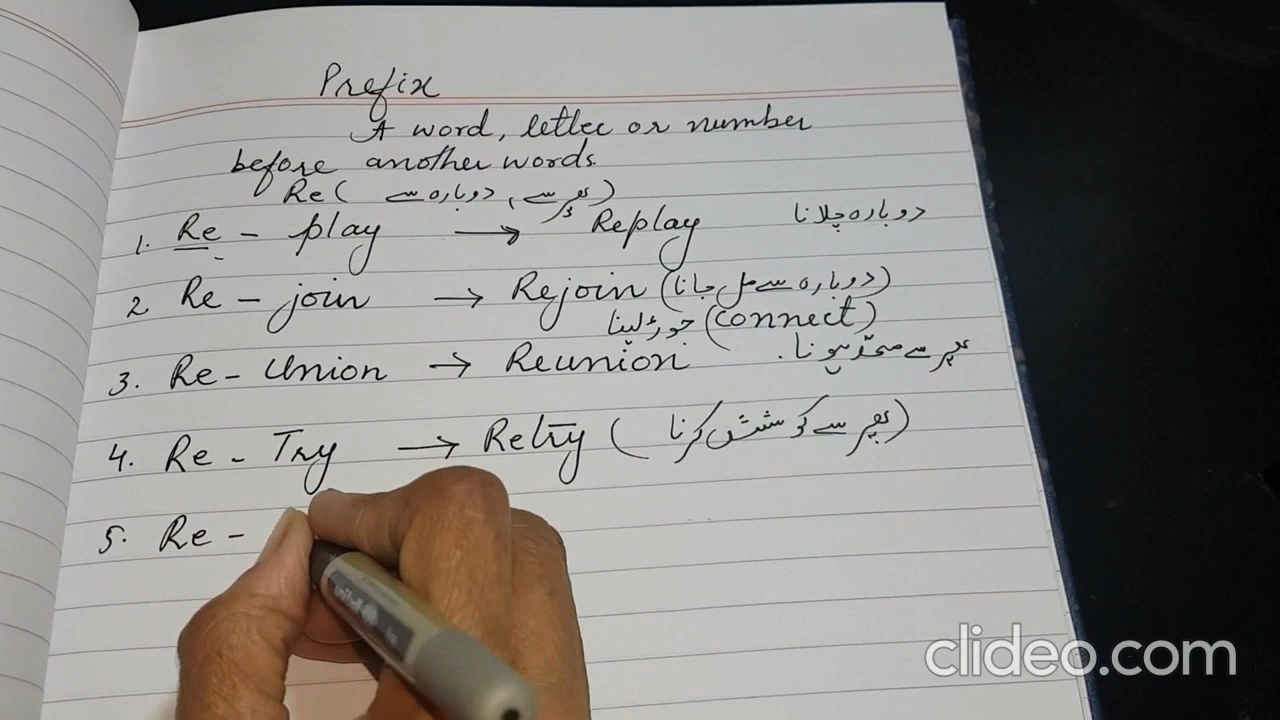 Prefix
A word, letter or number
before another words.
Re ( پھر سے, دوبارہ سے )
1. Re - play → Replay دوبارہ چلانا
2 Re - join → Rejoin (دوبارہ سے مل جانا)
جوڑ لینا (connect)
3. Re - Union → Reunion. پھر سے متحد ہونا.
4. Re - Try → Retry ( پھر سے کوشش کرنا )
5. Re -
clideo.com